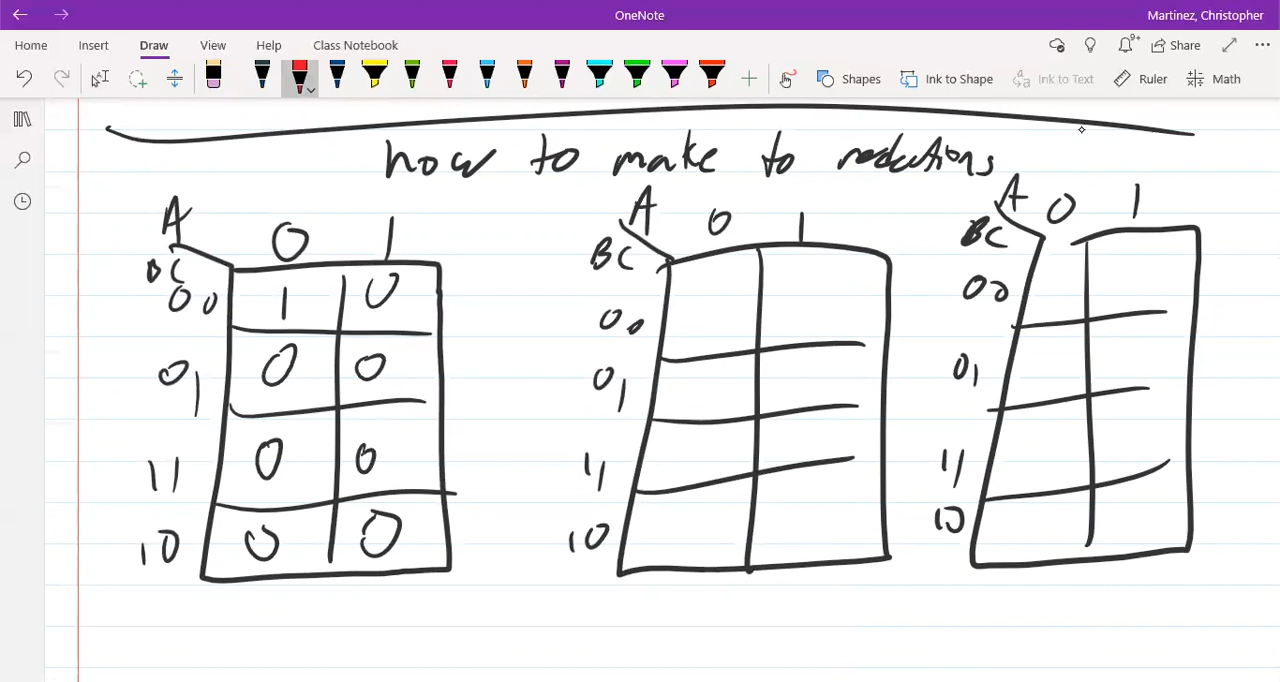 OneNote
Martínez, Christopher
Home Insert Draw View Help Class Notebook Share
Shapes Ink to Shape Ink to Text Ruler Math
how to make to reductions
A 0 1
BC
00 1 0
01 0 0
11 0 0
10 0 0
A 0 1
BC
00
01
11
10
A 0 1
BC
00
01
11
10